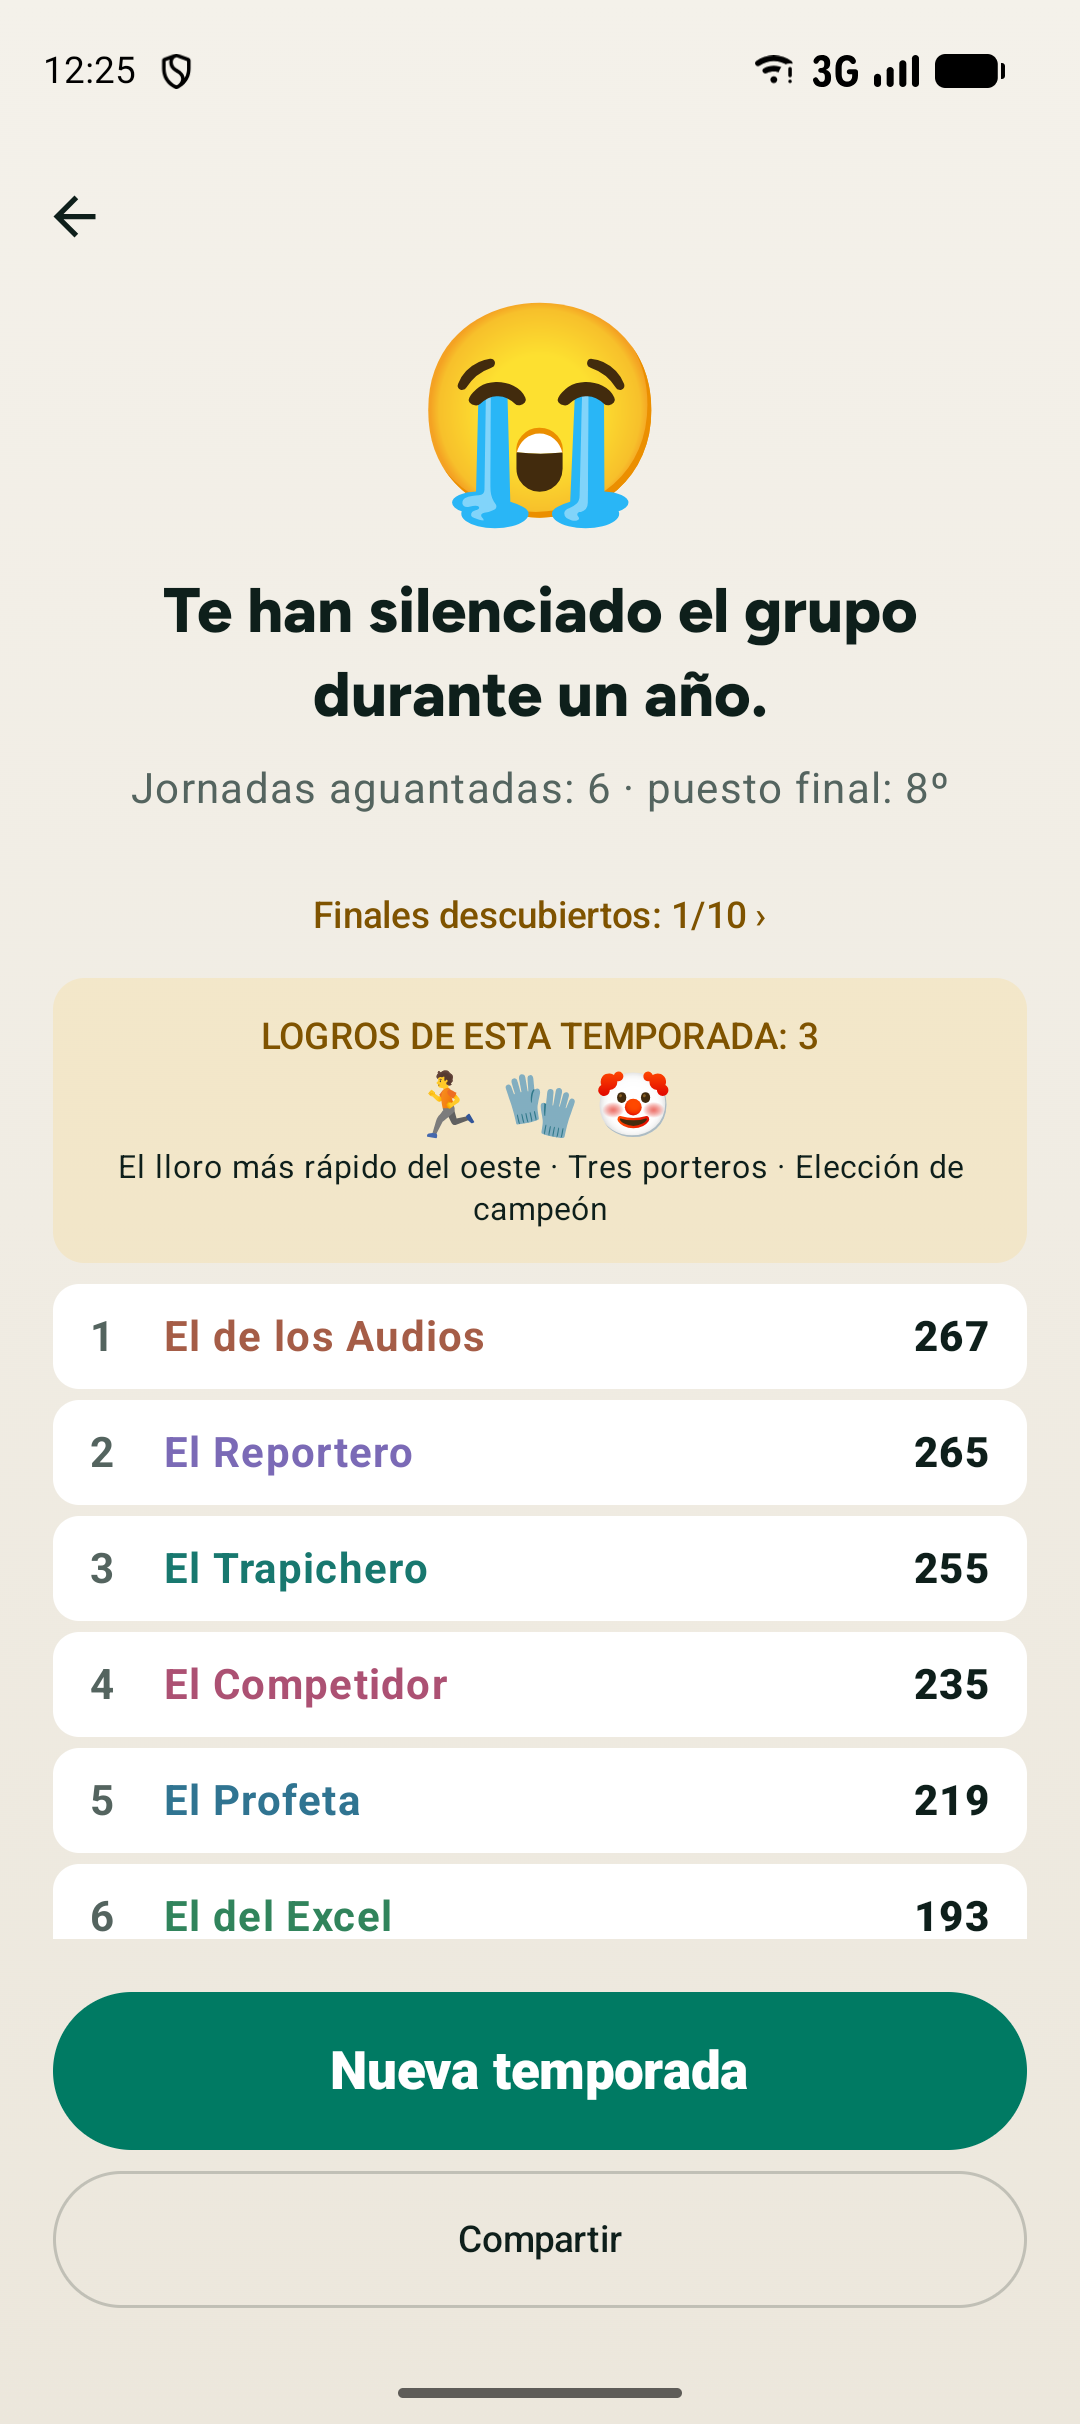 12:25
3G
Te han silenciado el grupo
durante un año.
Jornadas aguantadas: 6 · puesto final: 8º
Finales descubiertos: 1/10 ›
LOGROS DE ESTA TEMPORADA: 3
El lloro más rápido del oeste · Tres porteros · Elección de
campeón
1 El de los Audios 267
2 El Reportero 265
3 El Trapichero 255
4 El Competidor 235
5 El Profeta 219
6 El del Excel 193
Nueva temporada
Compartir